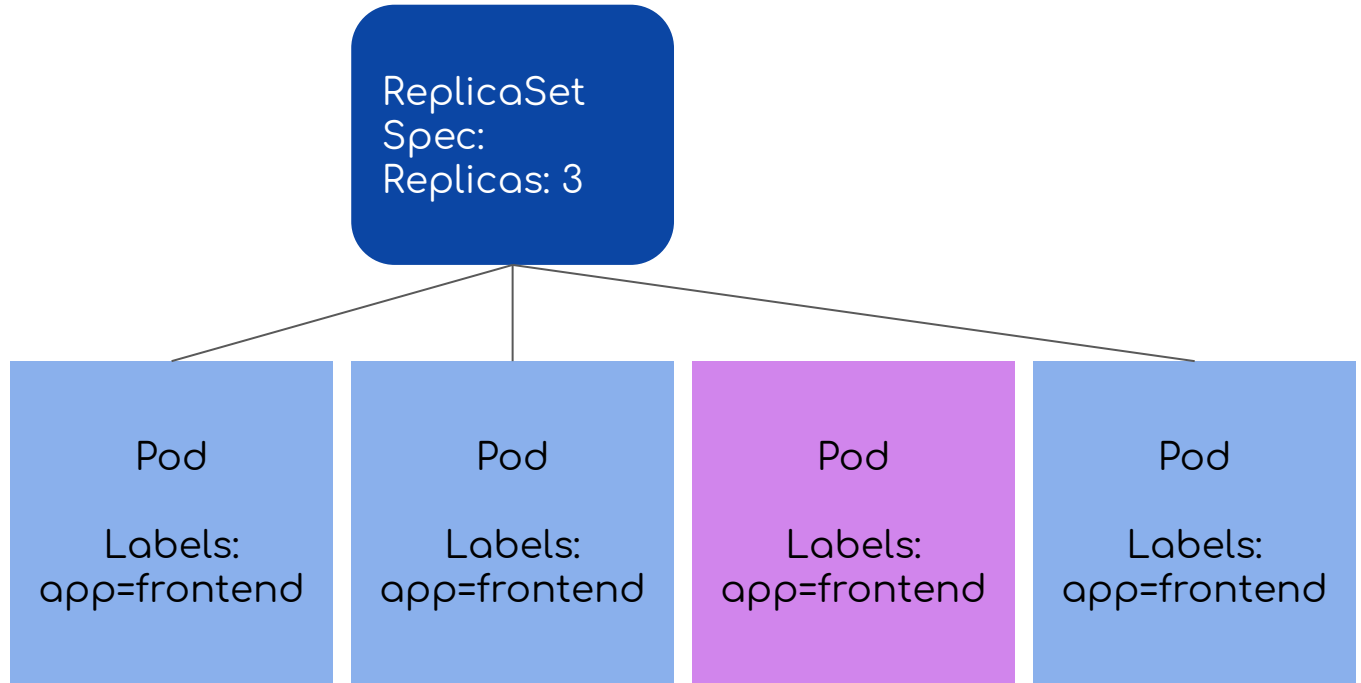 ReplicaSet
Spec:
Replicas: 3
Pod
Labels:
app=frontend
Pod
Labels:
app=frontend
Pod
Labels:
app=frontend
Pod
Labels:
app=frontend